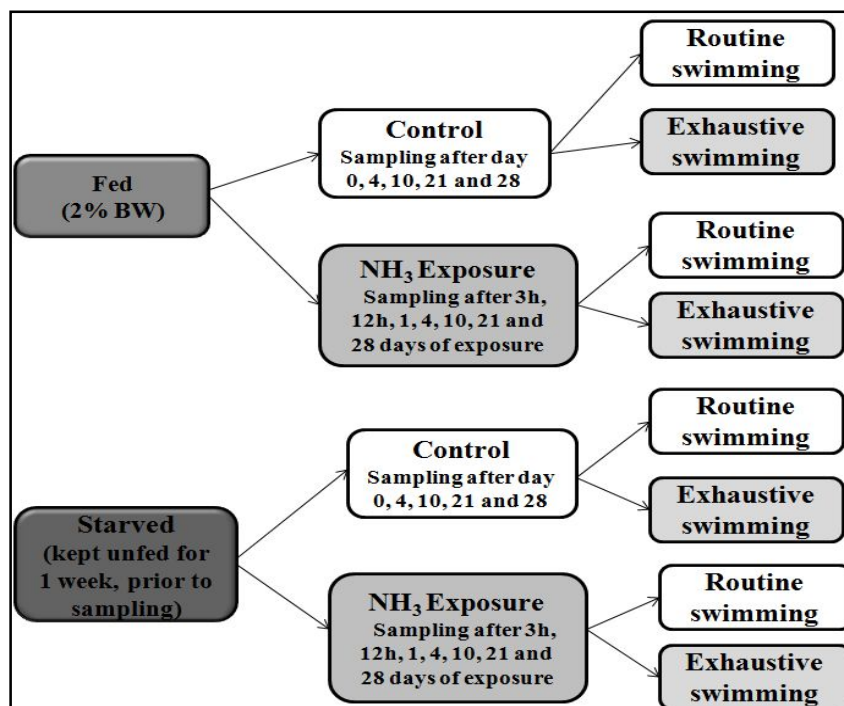 Fed
(2% BW)
Control
Sampling after day
0, 4, 10, 21 and 28
Routine
swimming
Exhaustive
swimming
NH₃ Exposure
Sampling after 3h,
12h, 1, 4, 10, 21 and
28 days of exposure
Routine
swimming
Exhaustive
swimming
Starved
(kept unfed for
1 week, prior to
sampling)
Control
Sampling after day
0, 4, 10, 21 and 28
Routine
swimming
Exhaustive
swimming
NH₃ Exposure
Sampling after 3h,
12h, 1, 4, 10, 21 and
28 days of exposure
Routine
swimming
Exhaustive
swimming